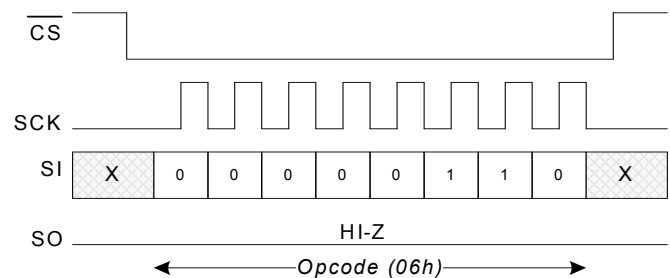 CS
SCK
SI X 0 0 0 0 0 1 1 0 X
SO HI-Z
Opcode (06h)